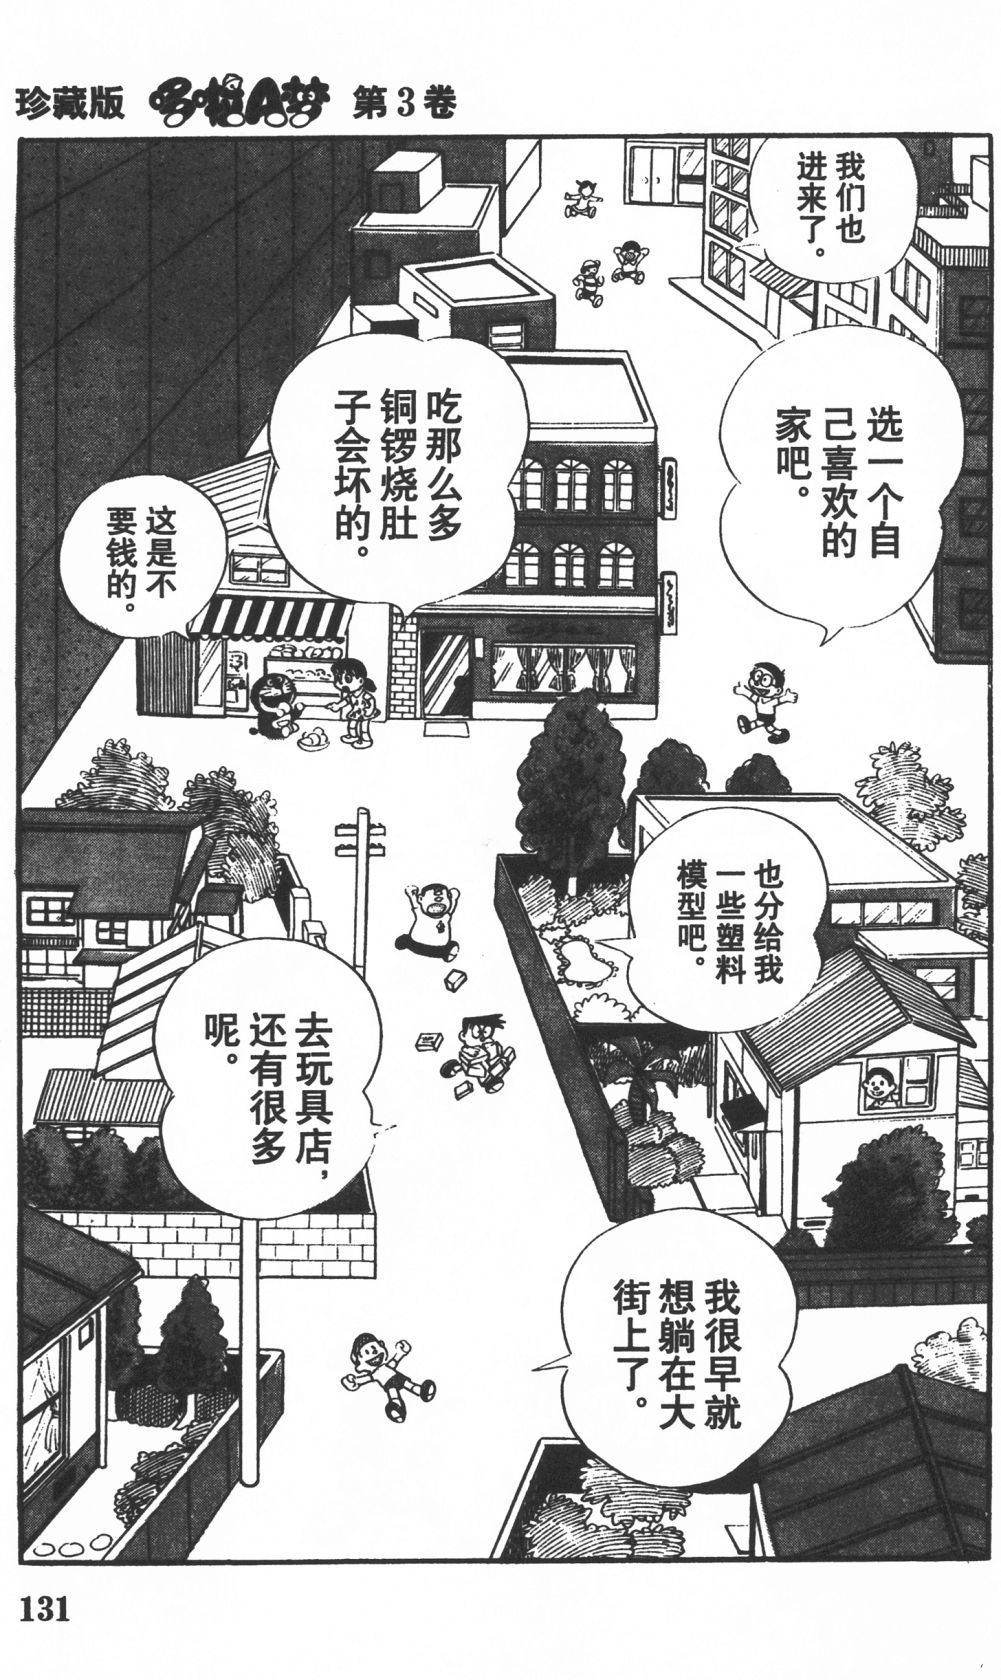 珍藏版 哆啦A梦 第3卷
我们也
进来了。
选一个自
己喜欢的
家吧。
吃那么多
铜锣烧肚
子会坏的。
这是不
要钱的。
也分给我
一些塑料
模型吧。
去玩具店,
还有很多
呢。
我很早就
想躺在大
街上了。
131